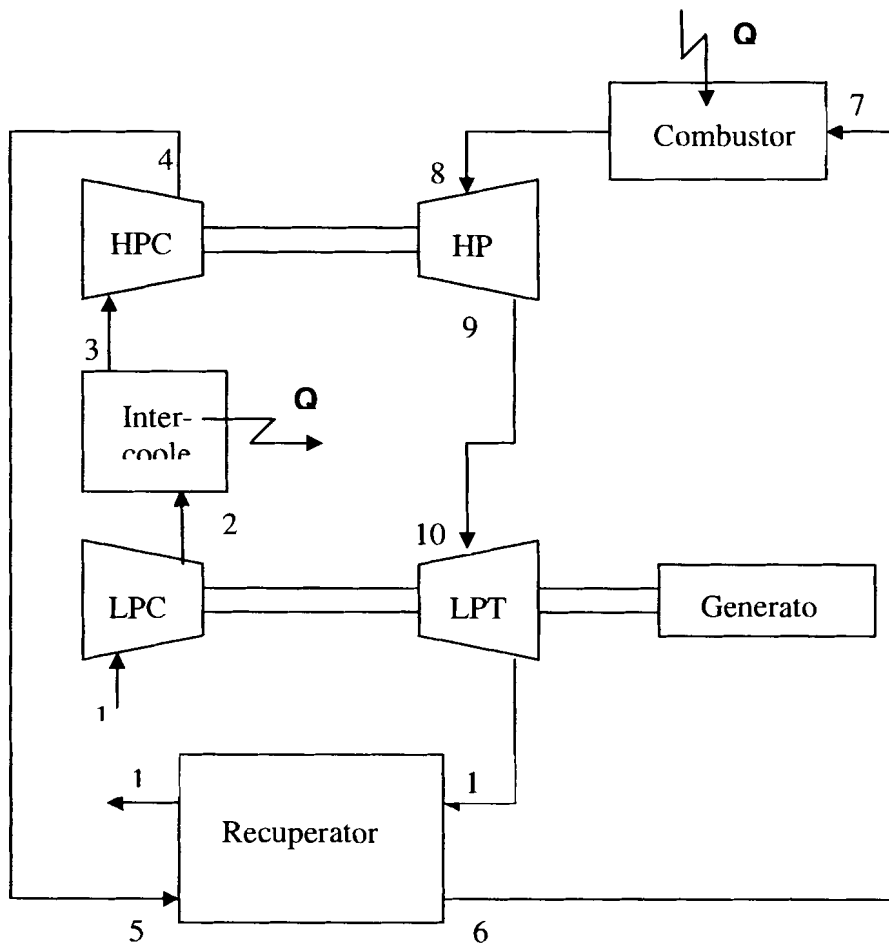 Q
Combustor
7
4
8
HPC
HP
9
3
Inter-
coole
Q
2
10
LPC
LPT
Generato
1
1
1
Recuperator
5
6